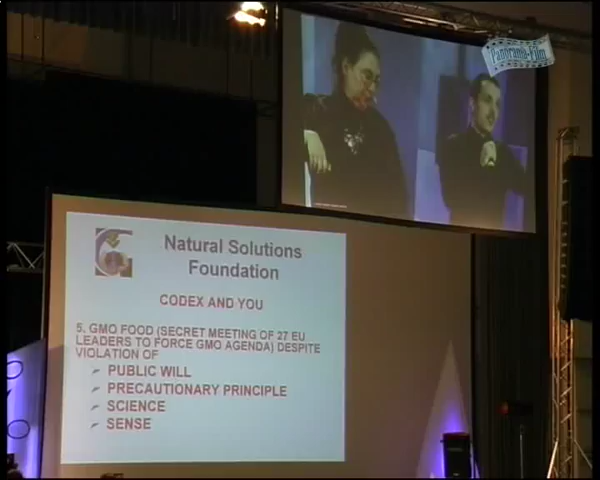 Panorama-Film
Natural Solutions
Foundation
CODEX AND YOU
5. GMO FOOD (SECRET MEETING OF 27 EU
LEADERS TO FORCE GMO AGENDA) DESPITE
VIOLATION OF
➢ PUBLIC WILL
➢ PRECAUTIONARY PRINCIPLE
➢ SCIENCE
➢ SENSE